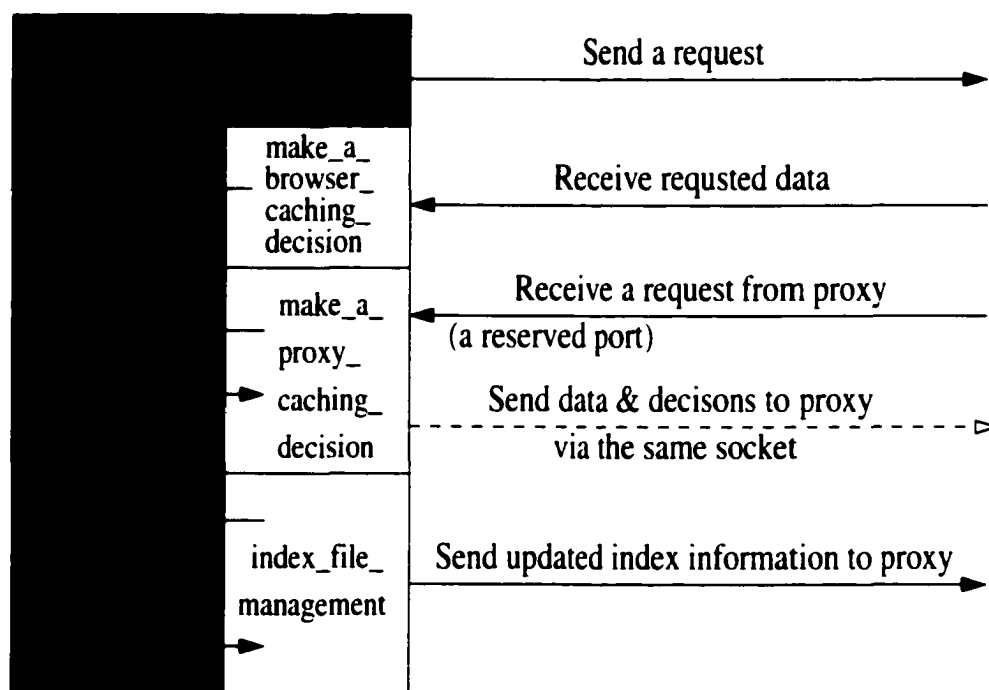 Send a request
make_a_
browser_
caching_
decision
Receive requsted data
make_a_
proxy_
caching_
decision
Receive a request from proxy
(a reserved port)
Send data & decisons to proxy
via the same socket
index_file_
management
Send updated index information to proxy